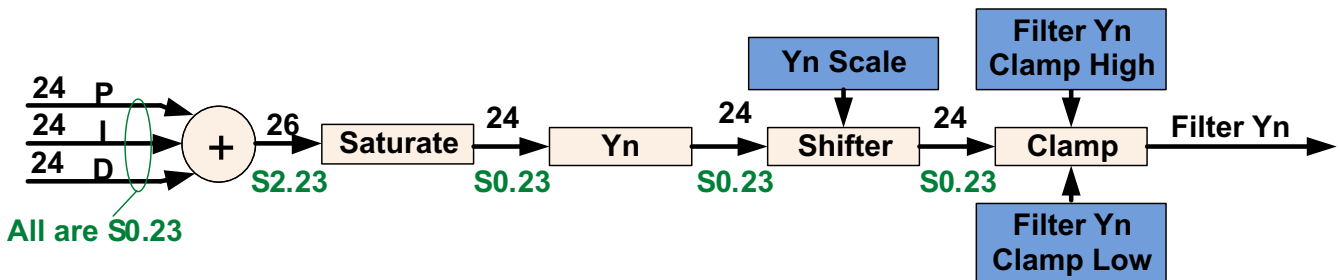 Filter Yn
Clamp High
Yn Scale
24 P
24 I
24 D
+
26
Saturate
24
Yn
24
Shifter
24
Clamp
Filter Yn
S2.23
S0.23
S0.23
S0.23
All are S0.23
Filter Yn
Clamp Low